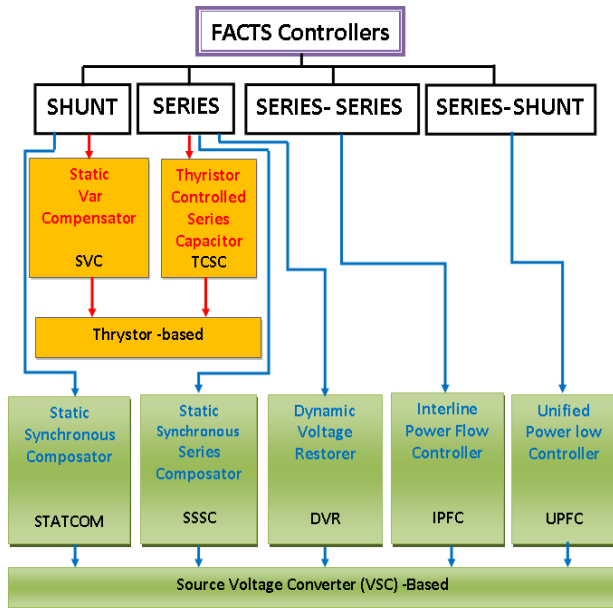 FACTS Controllers
SHUNT
SERIES
SERIES- SERIES
SERIES-SHUNT
Static
Var
Compensator
SVC
Thyristor
Controlled
Series
Capacitor
TCSC
Thrystor -based
Static
Synchronous
Composator
STATCOM
Static
Synchronous
Series
Composator
SSSC
Dynamic
Voltage
Restorer
DVR
Interline
Power Flow
Controller
IPFC
Unified
Power low
Controller
UPFC
Source Voltage Converter (VSC) -Based